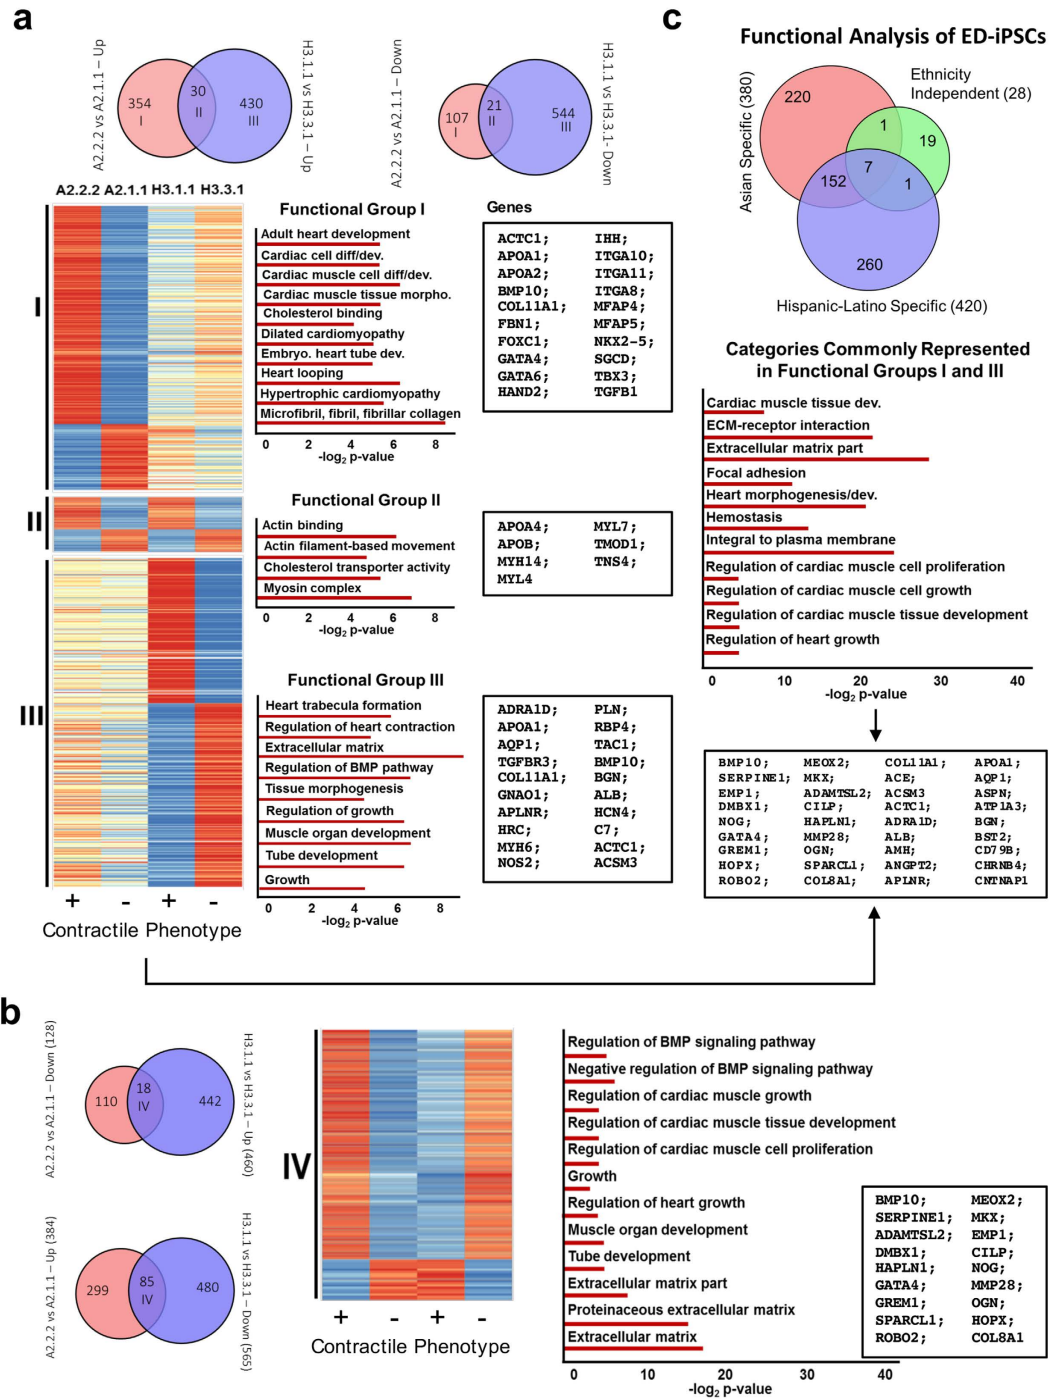 a
A2.2.2 vs A2.1.1 – Up
354
I
30
II
430
III
H3.1.1 vs H3.3.1 – Up
A2.2.2 vs A2.1.1 – Down
107
I
21
II
544
III
H3.1.1 vs H3.3.1- Down
A2.2.2 A2.1.1 H3.1.1 H3.3.1
I
II
III
+ - + -
Contractile Phenotype
Functional Group I
Adult heart development
Cardiac cell diff/dev.
Cardiac muscle cell diff/dev.
Cardiac muscle tissue morpho.
Cholesterol binding
Dilated cardiomyopathy
Embryo. heart tube dev.
Heart looping
Hypertrophic cardiomyopathy
Microfibril, fibril, fibrillar collagen
0 2 4 6 8
-log2 p-value
Genes
ACTC1; IHH;
APOA1; ITGA10;
APOA2; ITGA11;
BMP10; ITGA8;
COL11A1; MFAP4;
FBN1; MFAP5;
FOXC1; NKX2-5;
GATA4; SGCD;
GATA6; TBX3;
HAND2; TGFB1
Functional Group II
Actin binding
Actin filament-based movement
Cholesterol transporter activity
Myosin complex
0 2 4 6 8
-log2 p-value
APOA4; MYL7;
APOB; TMOD1;
MYH14; TNS4;
MYL4
Functional Group III
Heart trabecula formation
Regulation of heart contraction
Extracellular matrix
Regulation of BMP pathway
Tissue morphogenesis
Regulation of growth
Muscle organ development
Tube development
Growth
0 2 4 6 8
-log2 p-value
ADRA1D; PLN;
APOA1; RBP4;
AQP1; TAC1;
TGFBR3; BMP10;
COL11A1; BGN;
GNAO1; ALB;
APLNR; HCN4;
HRC; C7;
MYH6; ACTC1;
NOS2; ACSM3
c
Functional Analysis of ED-iPSCs
Asian Specific (380)
Ethnicity
Independent (28)
220
1
19
7
152
1
260
Hispanic-Latino Specific (420)
Categories Commonly Represented
in Functional Groups I and III
Cardiac muscle tissue dev.
ECM-receptor interaction
Extracellular matrix part
Focal adhesion
Heart morphogenesis/dev.
Hemostasis
Integral to plasma membrane
Regulation of cardiac muscle cell proliferation
Regulation of cardiac muscle cell growth
Regulation of cardiac muscle tissue development
Regulation of heart growth
0 10 20 30 40
-log2 p-value
BMP10; MEOX2; COL11A1; APOA1;
SERPINE1; MKX; ACE; AQP1;
EMP1; ADAMTSL2; ACSM3 ASPN;
DMBX1; CILP; ACTC1; ATP1A3;
NOG; HAPLN1; ADRA1D; BGN;
GATA4; MMP28; ALB; BST2;
GREM1; OGN; AMH; CD79B;
HOPX; SPARCL1; ANGPT2; CHRNB4;
ROBO2; COL8A1; APLNR; CNTNAP1
b
A2.2.2 vs A2.1.1 – Down (128)
110
18
IV
442
H3.1.1 vs H3.3.1 – Up (460)
A2.2.2 vs A2.1.1 – Up (384)
299
85
IV
480
H3.1.1 vs H3.3.1 – Down (565)
IV
+ - + -
Contractile Phenotype
Regulation of BMP signaling pathway
Negative regulation of BMP signaling pathway
Regulation of cardiac muscle growth
Regulation of cardiac muscle tissue development
Regulation of cardiac muscle cell proliferation
Growth
Regulation of heart growth
Muscle organ development
Tube development
Extracellular matrix part
Proteinaceous extracellular matrix
Extracellular matrix
0 10 20 30 40
-log2 p-value
BMP10; MEOX2;
SERPINE1; MKX;
ADAMTSL2; EMP1;
DMBX1; CILP;
HAPLN1; NOG;
GATA4; MMP28;
GREM1; OGN;
SPARCL1; HOPX;
ROBO2; COL8A1